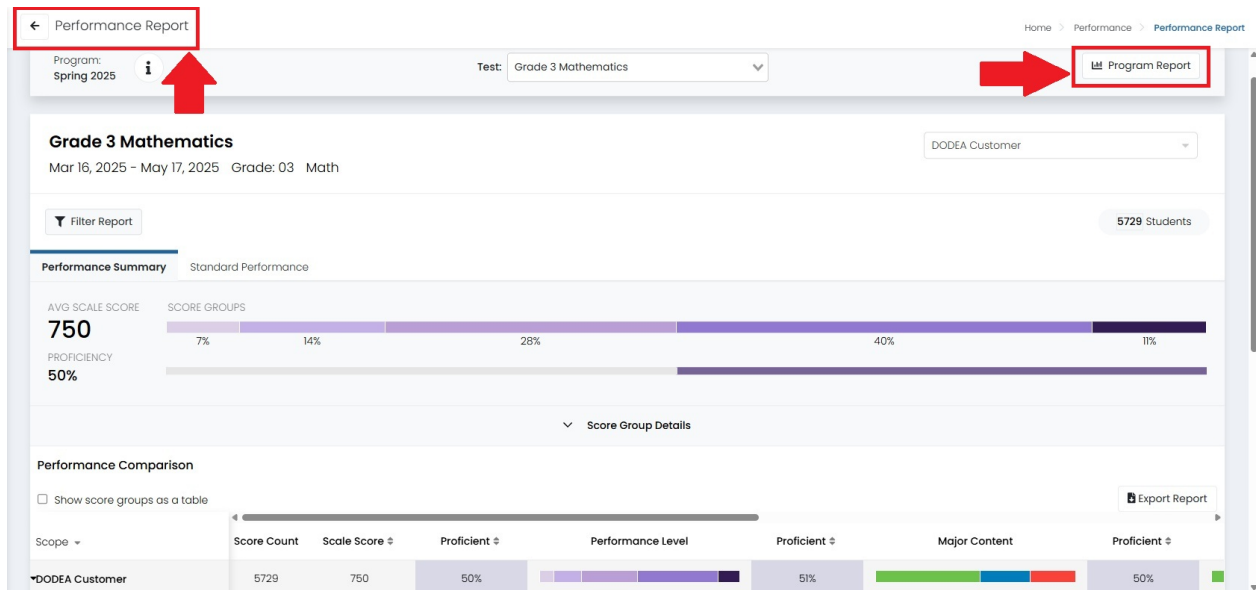 Performance Report
Home > Performance > Performance Report
Program:
Spring 2025
i
Test: Grade 3 Mathematics
Program Report
Grade 3 Mathematics
Mar 16, 2025 - May 17, 2025 Grade: 03 Math
DODEA Customer
Filter Report
5729 Students
Performance Summary Standard Performance
AVG SCALE SCORE SCORE GROUPS
750
7% 14% 28% 40% 11%
PROFICIENCY
50%
Score Group Details
Performance Comparison
Show score groups as a table
Export Report
Scope Score Count Scale Score Proficient Performance Level Proficient Major Content Proficient
DODEA Customer 5729 750 50% 51% 50%